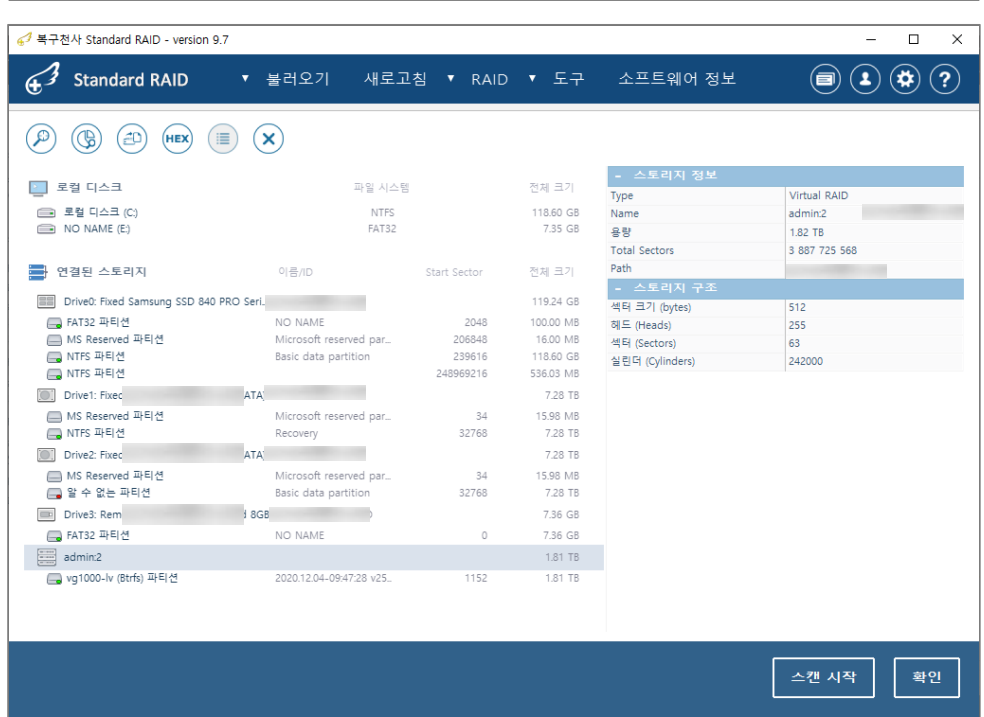 복구천사 Standard RAID - version 9.7
Standard RAID ▼ 불러오기 새로고침 ▼ RAID ▼ 도구 소프트웨어 정보
HEX
로컬 디스크 파일 시스템 전체 크기
로컬 디스크 (C:) NTFS 118.60 GB
NO NAME (E:) FAT32 7.35 GB
연결된 스토리지 이름/ID Start Sector 전체 크기
Drive0: Fixed Samsung SSD 840 PRO Seri.. 119.24 GB
FAT32 파티션 NO NAME 2048 100.00 MB
MS Reserved 파티션 Microsoft reserved par... 206848 16.00 MB
NTFS 파티션 Basic data partition 239616 118.60 GB
NTFS 파티션 248969216 536.03 MB
Drive1: Fixed ATA) 7.28 TB
MS Reserved 파티션 Microsoft reserved par... 34 15.98 MB
NTFS 파티션 Recovery 32768 7.28 TB
Drive2: Fixed ATA) 7.28 TB
MS Reserved 파티션 Microsoft reserved par... 34 15.98 MB
알 수 없는 파티션 Basic data partition 32768 7.28 TB
Drive3: Rem d 8GB 7.36 GB
FAT32 파티션 NO NAME 0 7.36 GB
admin:2 1.81 TB
vg1000-lv (Btrfs) 파티션 2020.12.04-09:47:28 v25... 1152 1.81 TB
- 스토리지 정보
Type Virtual RAID
Name admin:2
용량 1.82 TB
Total Sectors 3 887 725 568
Path
- 스토리지 구조
섹터 크기 (bytes) 512
헤드 (Heads) 255
섹터 (Sectors) 63
실린더 (Cylinders) 242000
스캔 시작 확인